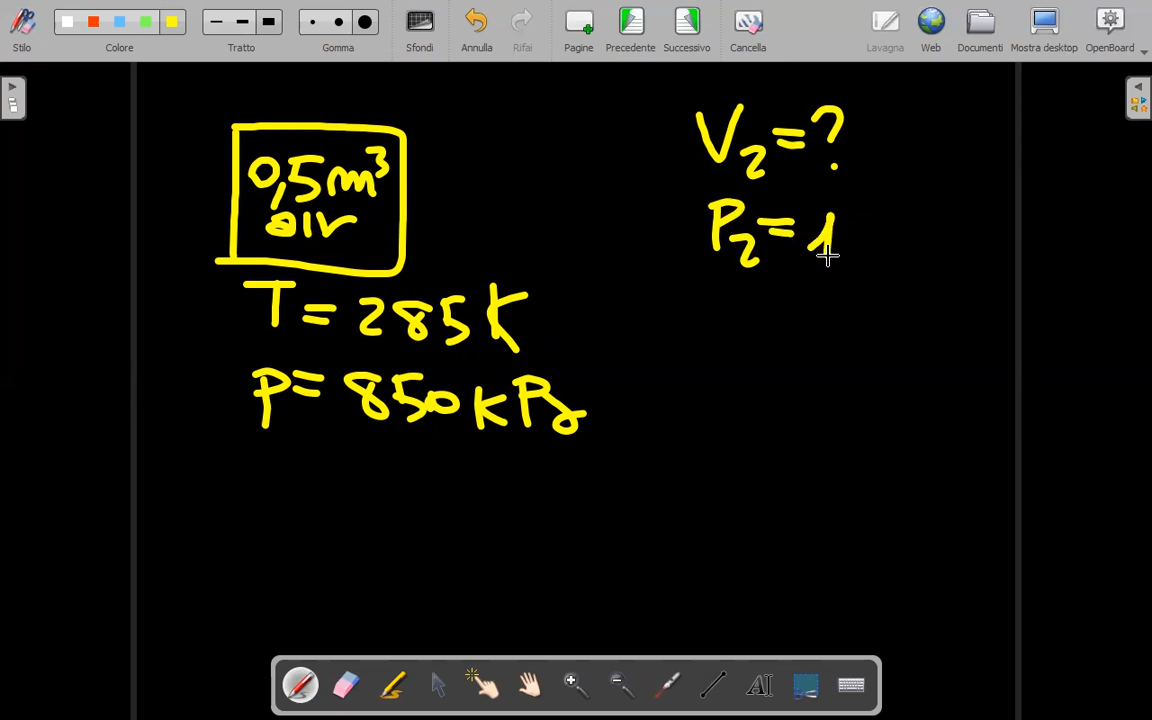 Stilo
Colore
Tratto
Gomma
Sfondi
Annulla
Rifai
Pagine
Precedente
Successivo
Cancella
Lavagna
Web
Documenti
Mostra desktop
OpenBoard
0,5m³
air
T = 285 K
P = 850 kPa
V₂ = ?
P₂ = 1